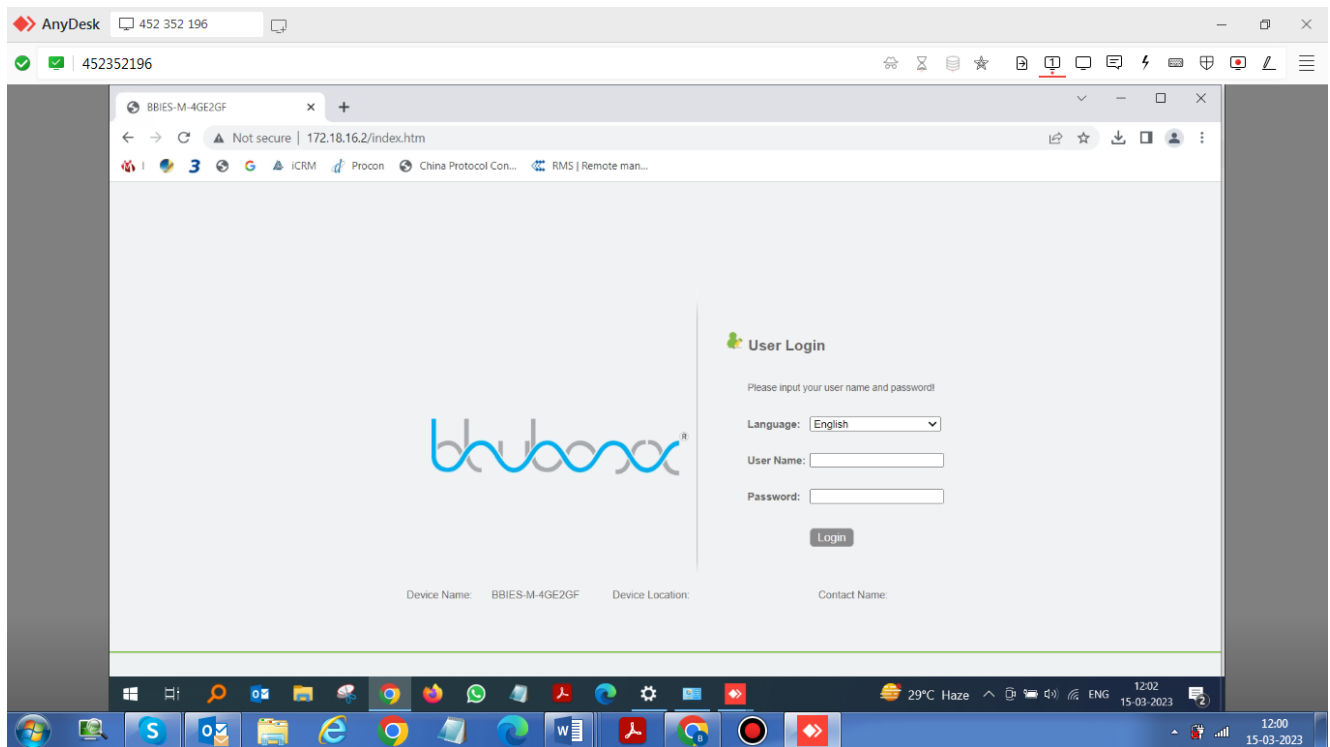 AnyDesk 452 352 196
452352196
BBIES-M-4GE2GF
Not secure | 172.18.16.2/index.htm
I 3 G iCRM Procon China Protocol Con... RMS | Remote man...
User Login
Please input your user name and password!
Language: English
bhubonsox®
User Name:
Password:
Login
Device Name: BBIES-M-4GE2GF Device Location: Contact Name:
29°C Haze ENG 12:02
15-03-2023
2
12:00
15-03-2023